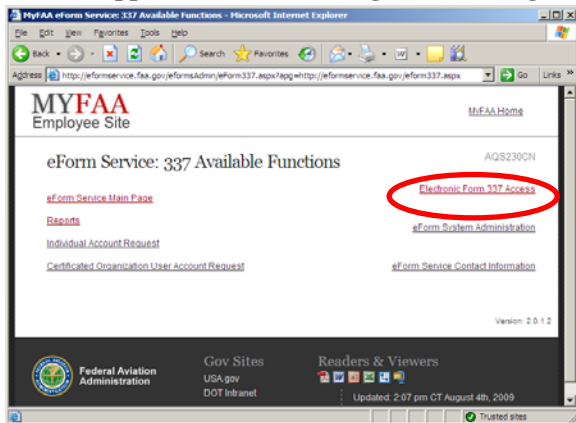 MyFAA eForm Service: 337 Available Functions - Microsoft Internet Explorer
File Edit View Favorites Tools Help
Back Search Favorites
Address http://eformservice.faa.gov/eformsAdmin/eForm337.aspx?apg=http://eformservice.faa.gov/eform337.aspx Go Links »
MYFAA
Employee Site
MyFAA Home
eForm Service: 337 Available Functions
AQS230CN
eForm Service Main Page
Electronic Form 337 Access
Reports
eForm System Administration
Individual Account Request
Certificated Organization User Account Request
eForm Service Contact Information
Version: 2.0.1.2
Federal Aviation
Administration
Gov Sites
USA.gov
DOT Intranet
Readers & Viewers
Updated: 2:07 pm CT August 4th, 2009
Trusted sites